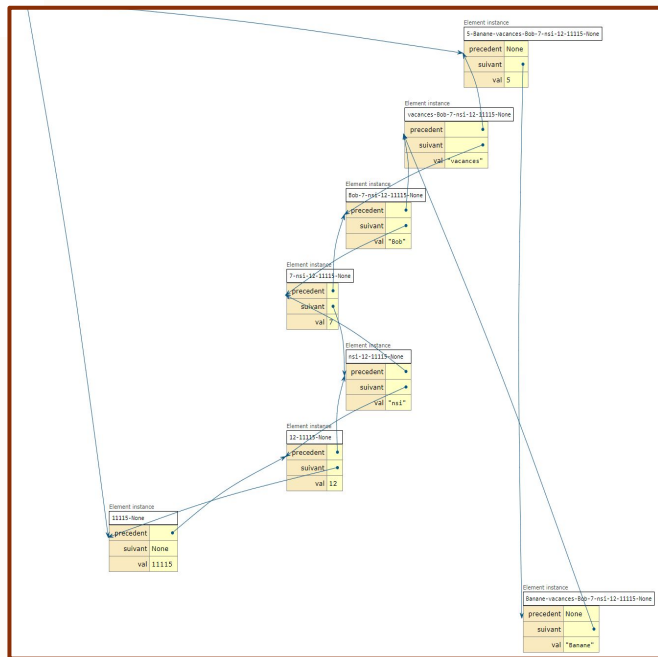 Element instance
5-Banane-vacances-Bob-7-nsi-12-11115-None
precedent None
suivant
val 5
Element instance
vacances-Bob-7-nsi-12-11115-None
precedent
suivant
val "vacances"
Element instance
Bob-7-nsi-12-11115-None
precedent
suivant
val "Bob"
Element instance
7-nsi-12-11115-None
precedent
suivant
val 7
Element instance
nsi-12-11115-None
precedent
suivant
val "nsi"
Element instance
12-11115-None
precedent
suivant
val 12
Element instance
11115-None
precedent
suivant None
val 11115
Element instance
Banane-vacances-Bob-7-nsi-12-11115-None
precedent None
suivant
val "Banane"